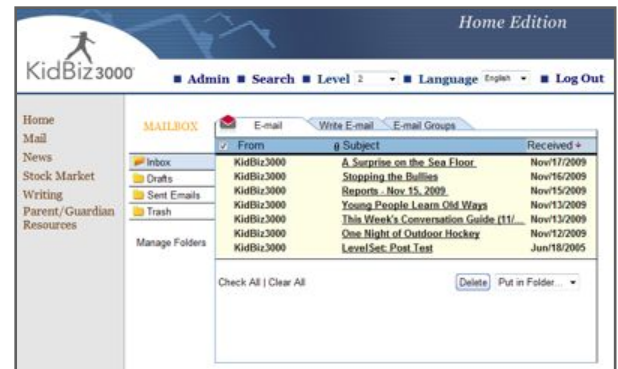 Home Edition
KidBiz3000
Admin Search Level 2 Language English Log Out
Home
Mail
News
Stock Market
Writing
Parent/Guardian
Resources
MAILBOX
E-mail Write E-mail E-mail Groups
From Subject Received
Inbox
Drafts
Sent Emails
Trash
Manage Folders
KidBiz3000 A Surprise on the Sea Floor Nov/17/2009
KidBiz3000 Stopping the Bullies Nov/16/2009
KidBiz3000 Reports - Nov 15, 2009 Nov/15/2009
KidBiz3000 Young People Learn Old Ways Nov/13/2009
KidBiz3000 This Week's Conversation Guide (11/... Nov/13/2009
KidBiz3000 One Night of Outdoor Hockey Nov/12/2009
KidBiz3000 LevelSet: Post Test Jun/18/2005
Check All | Clear All Delete Put in Folder...